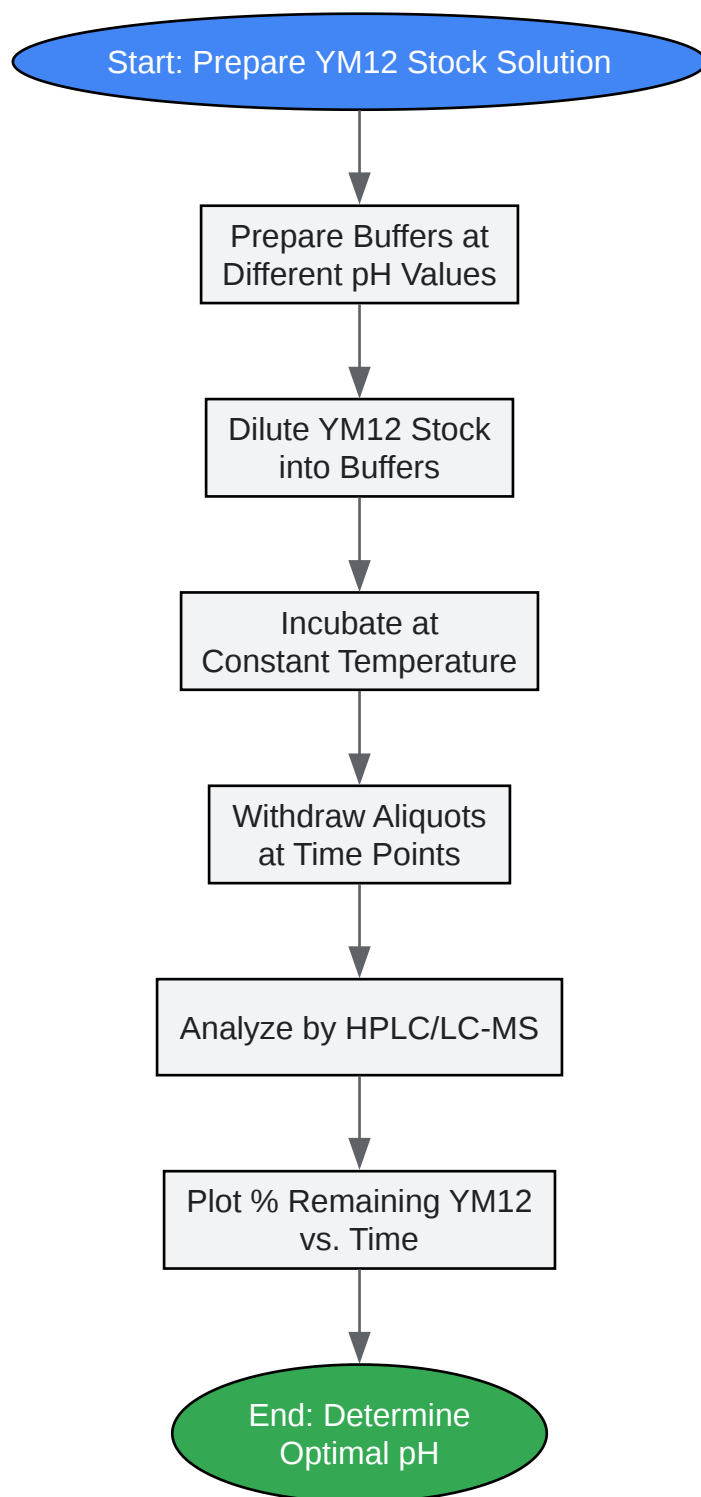 Start: Prepare YM12 Stock Solution
Prepare Buffers at
Different pH Values
Dilute YM12 Stock
into Buffers
Incubate at
Constant Temperature
Withdraw Aliquots
at Time Points
Analyze by HPLC/LC-MS
Plot % Remaining YM12
vs. Time
End: Determine
Optimal pH